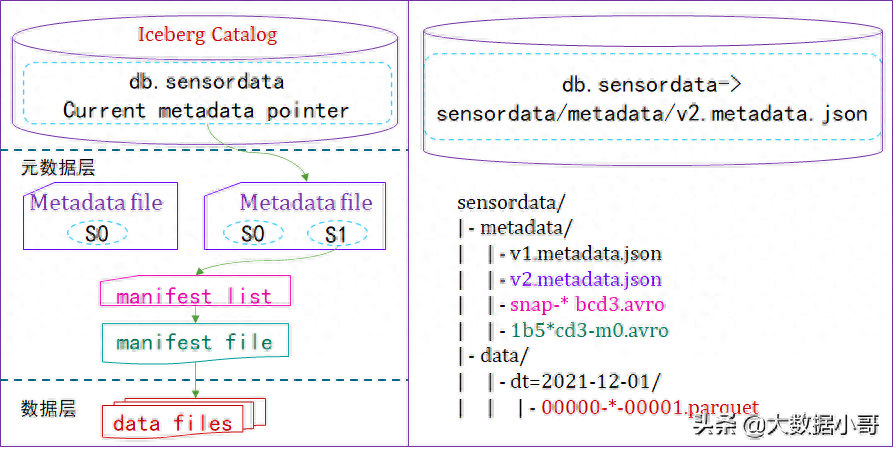 Iceberg Catalog
db.sensordata
Current metadata pointer
元数据层
Metadata file
S0
Metadata file
S0
S1
manifest list
manifest file
数据层
data files
db.sensordata=>
sensordata/metadata/v2.metadata.json
sensordata/
|- metadata/
| |- v1.metadata.json
| |- v2.metadata.json
| |- snap-* bcd3.avro
| |- 1b5*cd3-m0.avro
|- data/
| |- dt=2021-12-01/
| | |- 00000-*-00001.parquet
头条 @大数据小哥